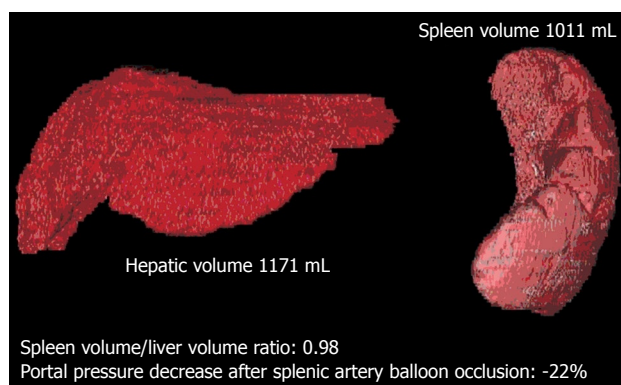 Spleen volume 1011 mL
Hepatic volume 1171 mL
Spleen volume/liver volume ratio: 0.98
Portal pressure decrease after splenic artery balloon occlusion: -22%